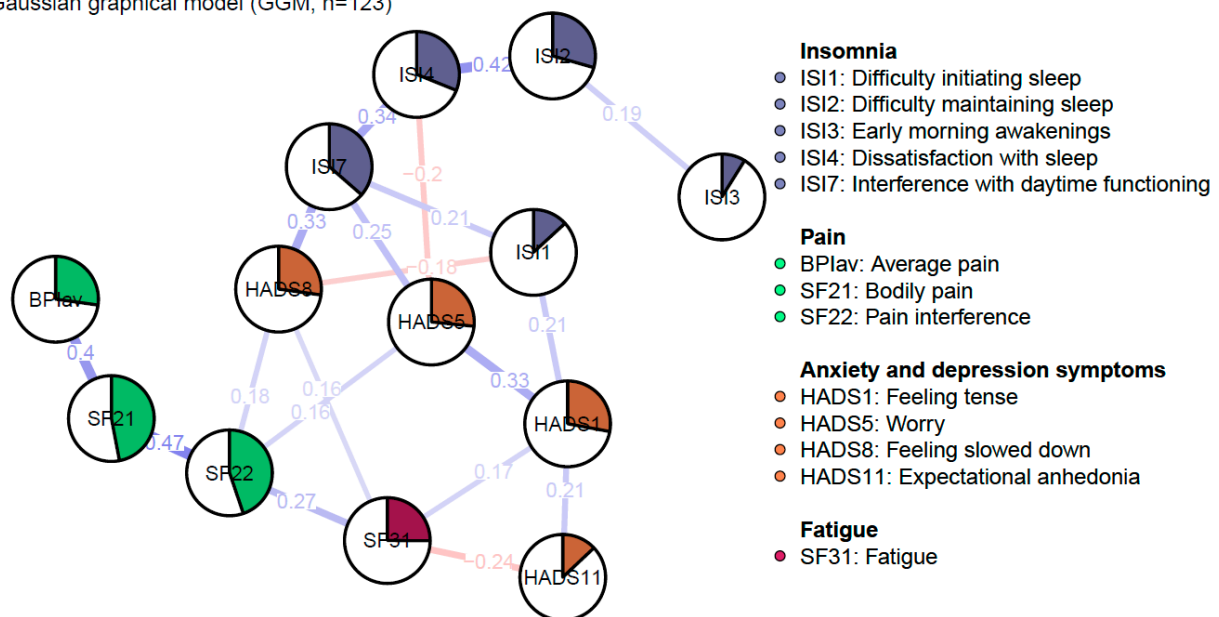 Gaussian graphical model (GGM, n=123)
ISI2
ISI4
0.42
0.19
0.34
ISI7
−0.2
ISI3
0.33
0.25
0.21
ISI1
−0.18
HADS8
BPIav
HADS5
0.21
0.4
0.33
0.18
0.16
0.16
SF21
HADS1
0.47
SF22
0.17
0.21
0.27
SF31
−0.24
HADS11
Insomnia
ISI1: Difficulty initiating sleep
ISI2: Difficulty maintaining sleep
ISI3: Early morning awakenings
ISI4: Dissatisfaction with sleep
ISI7: Interference with daytime functioning
Pain
BPIav: Average pain
SF21: Bodily pain
SF22: Pain interference
Anxiety and depression symptoms
HADS1: Feeling tense
HADS5: Worry
HADS8: Feeling slowed down
HADS11: Expectational anhedonia
Fatigue
SF31: Fatigue